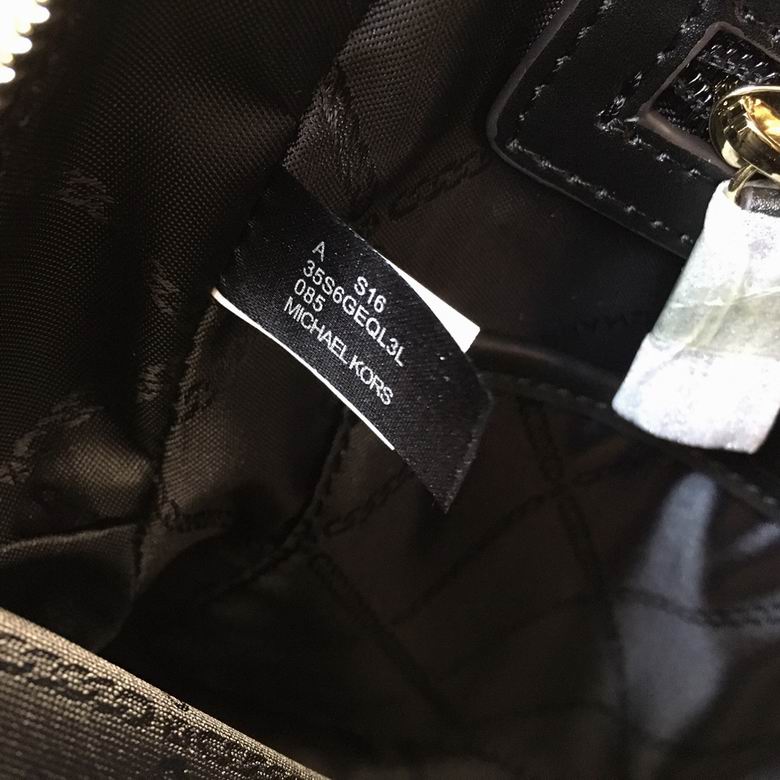 A S16
35S6GEQL3L
085
MICHAEL KORS